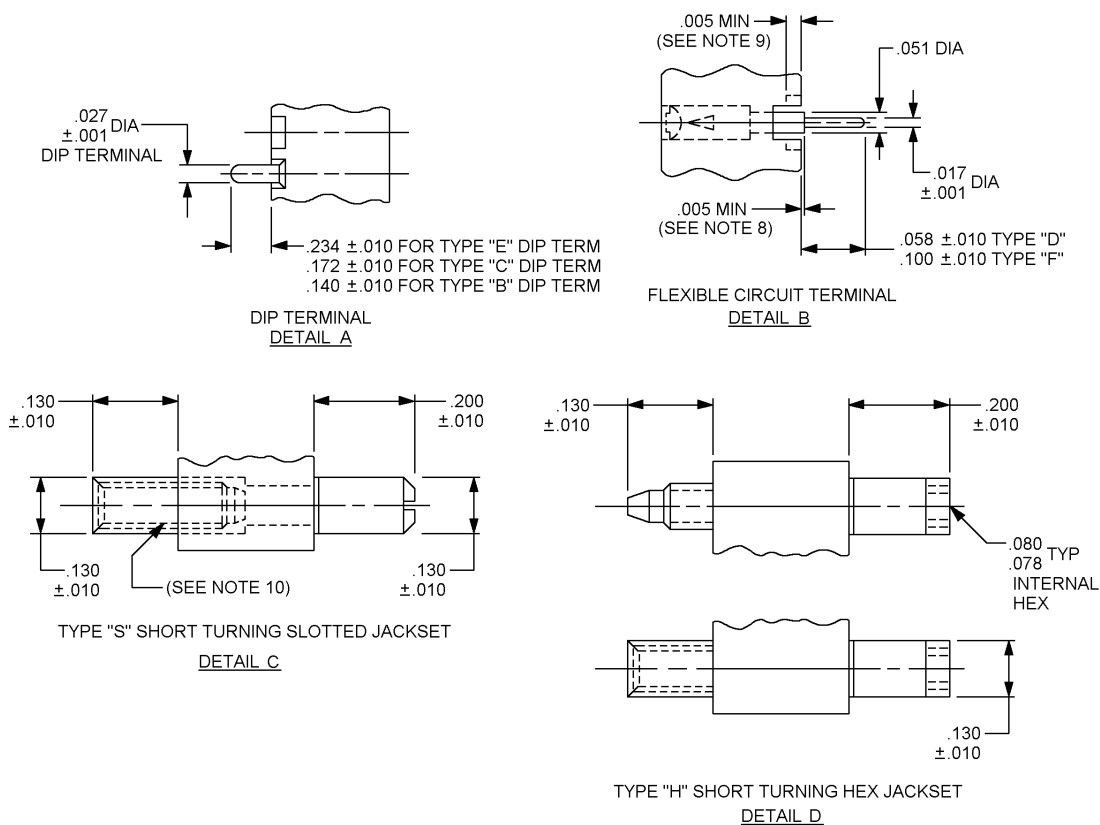 .027
±.001 DIA
DIP TERMINAL
.234 ±.010 FOR TYPE "E" DIP TERM
.172 ±.010 FOR TYPE "C" DIP TERM
.140 ±.010 FOR TYPE "B" DIP TERM
DIP TERMINAL
DETAIL A
.005 MIN
(SEE NOTE 9)
.051 DIA
.017
±.001 DIA
.005 MIN
(SEE NOTE 8)
.058 ±.010 TYPE "D"
.100 ±.010 TYPE "F"
FLEXIBLE CIRCUIT TERMINAL
DETAIL B
.130
±.010
.200
±.010
.130
±.010
(SEE NOTE 10)
.130
±.010
TYPE "S" SHORT TURNING SLOTTED JACKSET
DETAIL C
.130
±.010
.200
±.010
.080
.078 TYP
INTERNAL
HEX
.130
±.010
TYPE "H" SHORT TURNING HEX JACKSET
DETAIL D